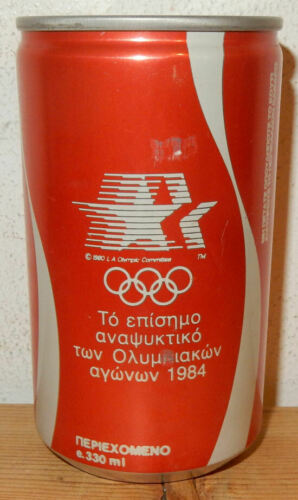 © 1980 L A Olympic Committee TM
Τό επίσημο
αναψυκτικό
των Ολυμπιακών
αγώνων 1984
ΠΕΡΙΕΧΟΜΕΝΟ
e.330 ml